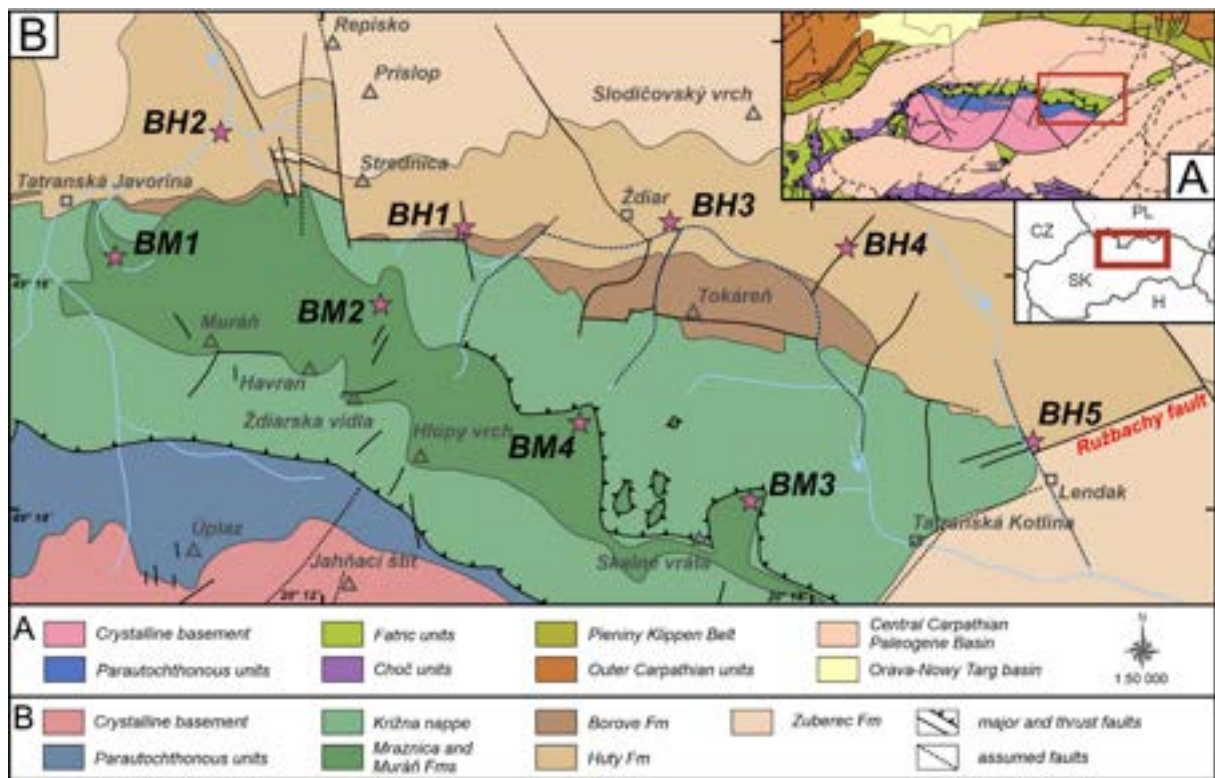 B
Repisko
Príslop
Slodičovský vrch
BH2
A
Tatranská Javorina
Strednica
BH1
Ždiar
BH3
BH4
BM1
PL
CZ
SK
H
BM2
Tokáreň
Muráň
Havran
Ždiarska vidla
Hlúpy vrch
BM4
BH5
Ružbachy fault
BM3
Lendak
Tatranská Kotlina
Skalné vráta
Úplaz
Jahňací štít
A
Crystalline basement
Fatric units
Pieniny Klippen Belt
Central Carpathian
Paleogene Basin
N
Parautochthonous units
Choč units
Outer Carpathian units
Orava-Nowy Targ basin
1:50 000
B
Crystalline basement
Križna nappe
Borove Fm
Zuberec Fm
major and thrust faults
Parautochthonous units
Mraznica and
Muráň Fms
Huty Fm
assumed faults